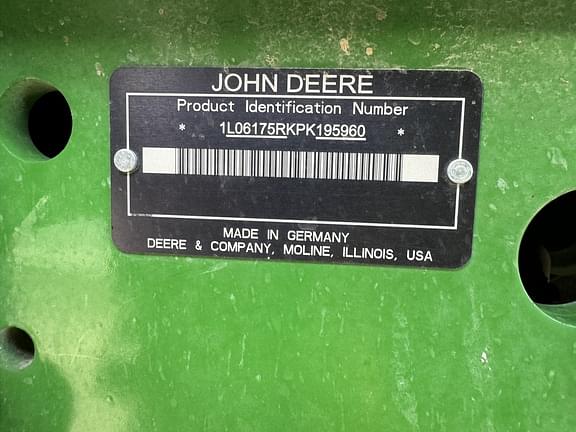 JOHN DEERE
Product Identification Number
* 1L06175RKPK195960 *
MADE IN GERMANY
DEERE & COMPANY, MOLINE, ILLINOIS, USA